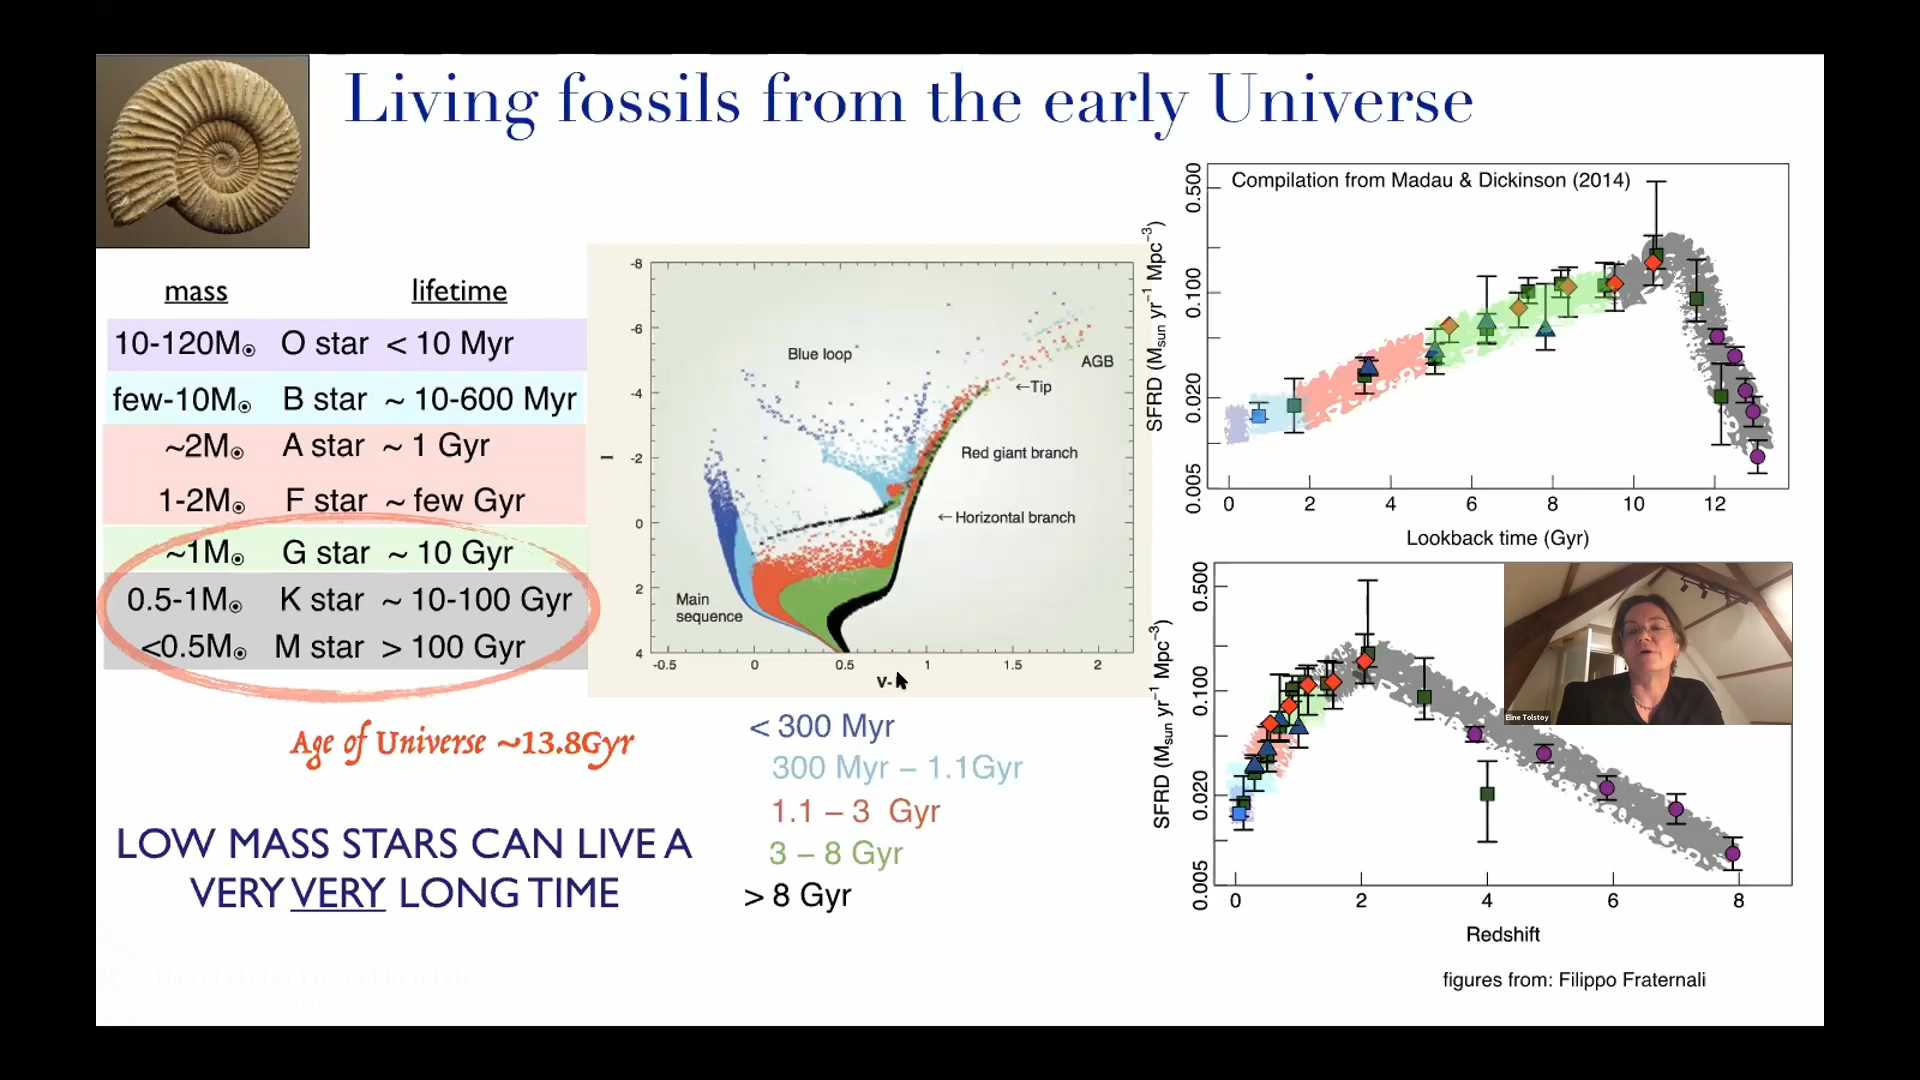 Living fossils from the early Universe
mass lifetime
10-120M⊙ O star < 10 Myr
few-10M⊙ B star ~ 10-600 Myr
~2M⊙ A star ~ 1 Gyr
1-2M⊙ F star ~ few Gyr
~1M⊙ G star ~ 10 Gyr
0.5-1M⊙ K star ~ 10-100 Gyr
<0.5M⊙ M star > 100 Gyr
Age of Universe ~13.8Gyr
LOW MASS STARS CAN LIVE A
VERY VERY LONG TIME
-8
-6
-4
-2
0
2
4
I
Blue loop
AGB
←Tip
Red giant branch
←Horizontal branch
Main
sequence
-0.5 0 0.5 1 1.5 2
V-
< 300 Myr
300 Myr – 1.1Gyr
1.1 – 3 Gyr
3 – 8 Gyr
> 8 Gyr
Compilation from Madau & Dickinson (2014)
SFRD (Msun yr−1 Mpc−3)
0.500
0.100
0.020
0.005
0 2 4 6 8 10 12
Lookback time (Gyr)
SFRD (Msun yr−1 Mpc−3)
0.500
0.100
0.020
0.005
0 2 4 6 8
Redshift
Eline Tolstoy
figures from: Filippo Fraternali